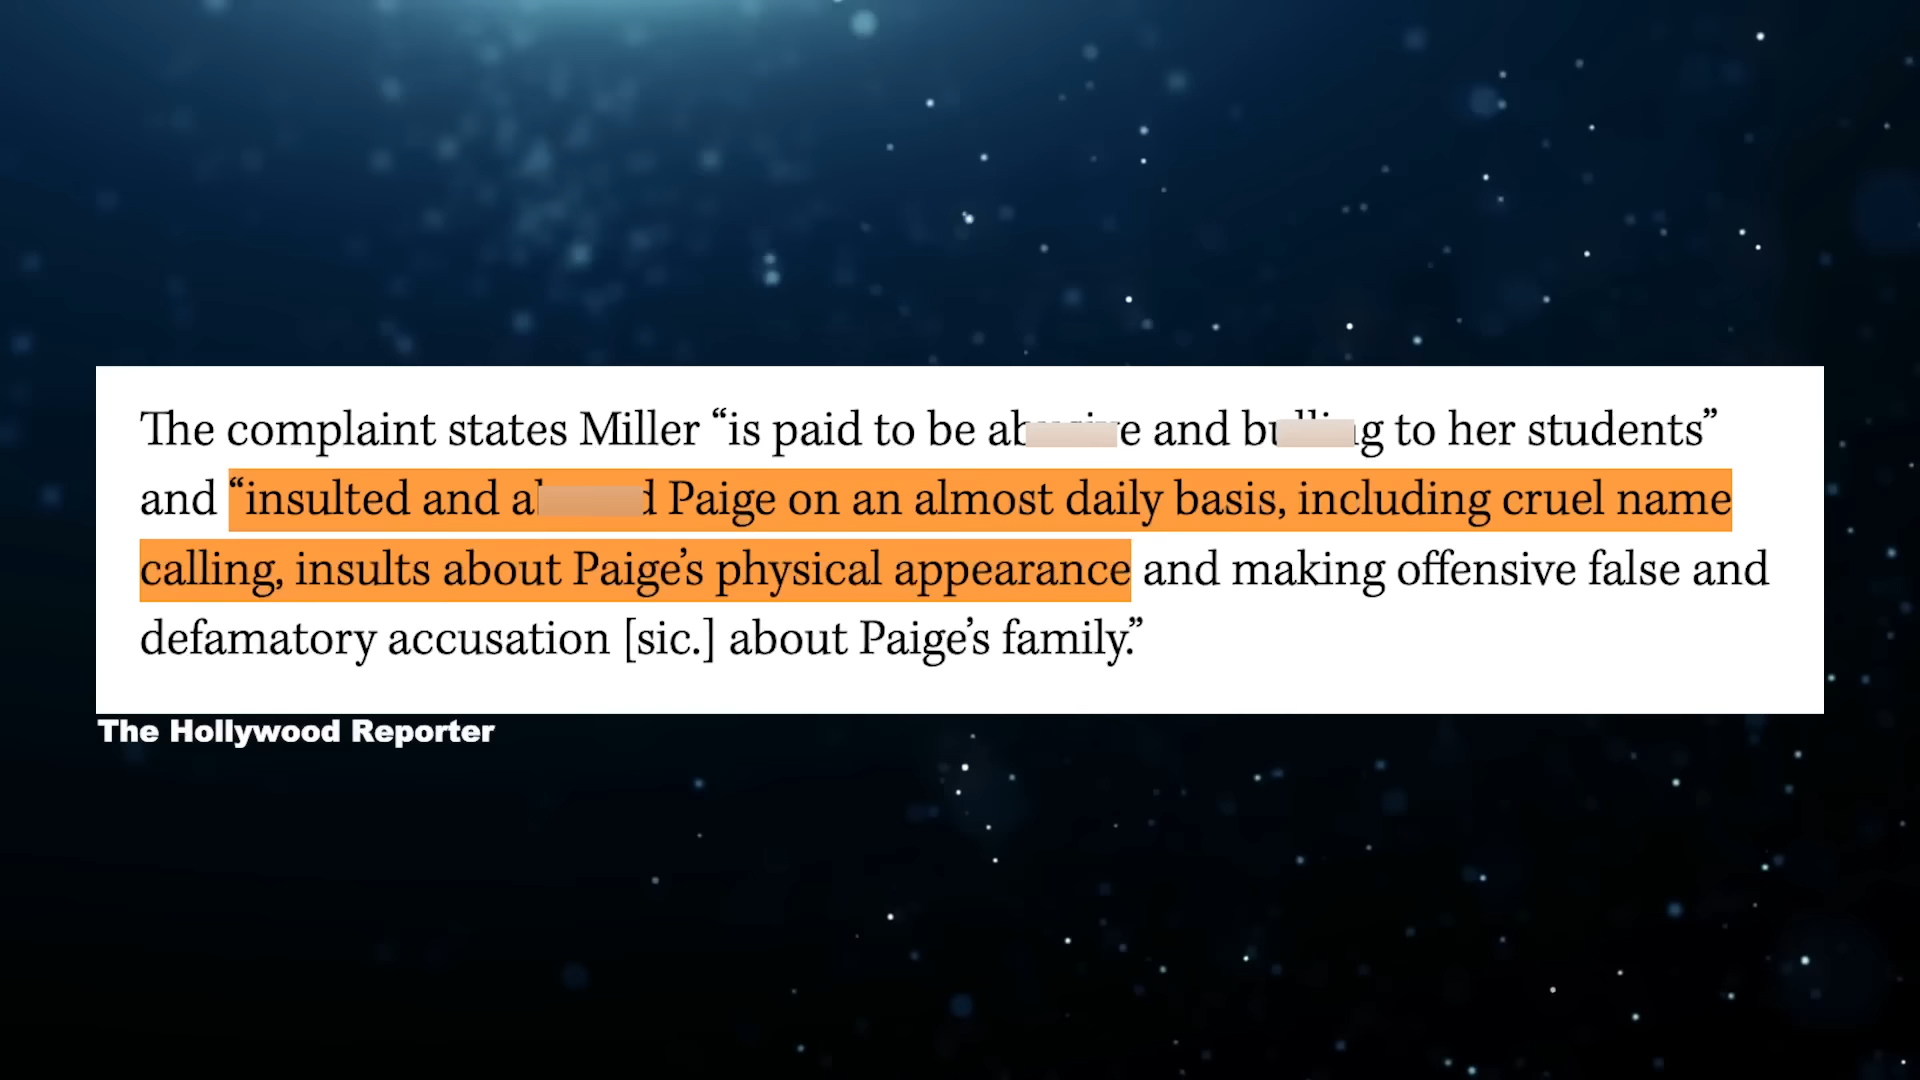 The complaint states Miller “is paid to be and to her students”
and “insulted and Paige on an almost daily basis, including cruel name
calling, insults about Paige’s physical appearance and making offensive false and
defamatory accusation [sic.] about Paige’s family.”
The Hollywood Reporter